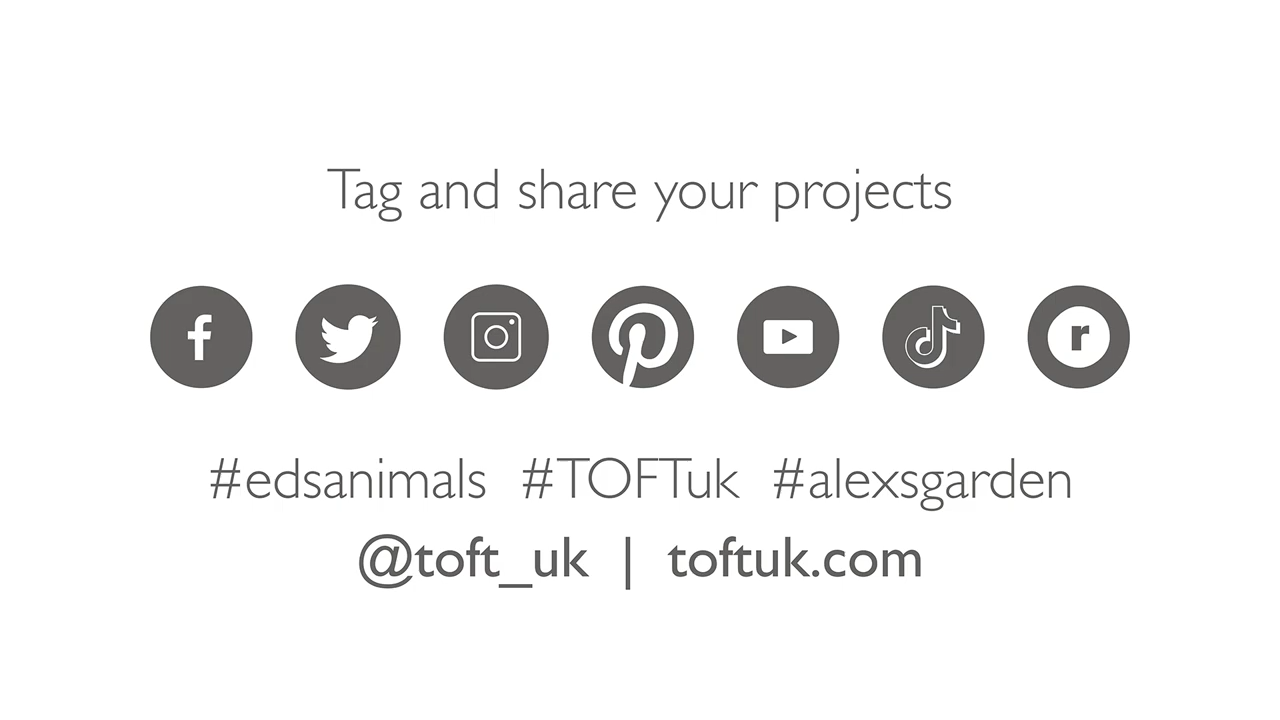 Tag and share your projects
#edsanimals #TOFTuk #alexsgarden
@toft_uk | toftuk.com